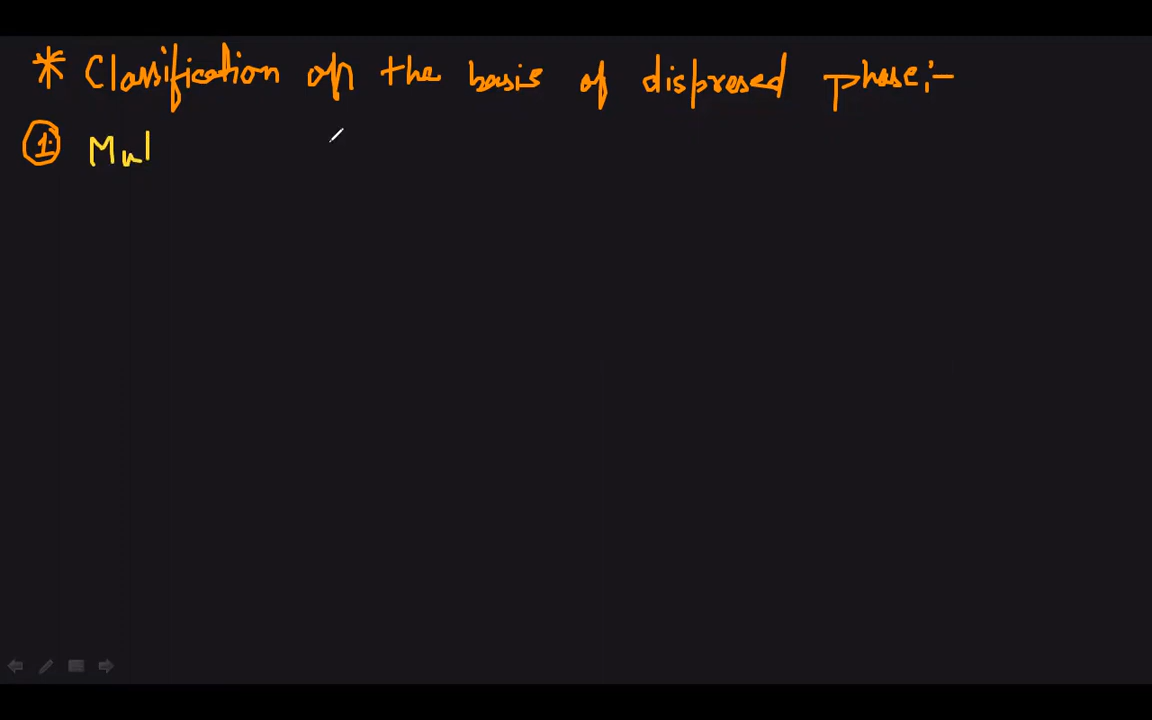 * Classification on the basis of dispresed phase:-
① Mul